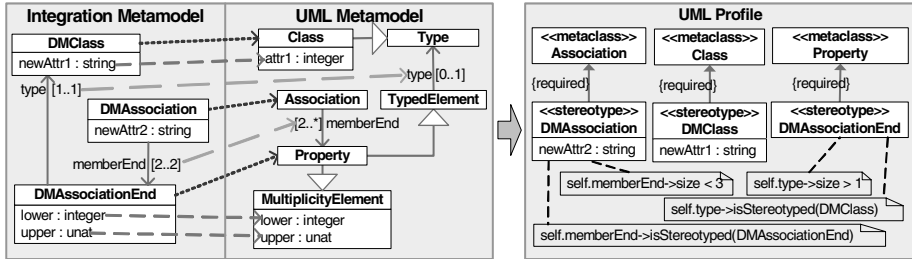 Integration Metamodel
DMClass
newAttr1 : string
type [1..1]
DMAssociation
newAttr2 : string
memberEnd [2..2]
DMAssociationEnd
lower : integer
upper : unat
UML Metamodel
Class
attr1 : integer
Type
type [0..1]
Association
TypedElement
[2..*] memberEnd
Property
MultiplicityElement
lower : integer
upper : unat
UML Profile
<<metaclass>>
Association
<<metaclass>>
Class
<<metaclass>>
Property
{required}
{required}
{required}
<<stereotype>>
DMAssociation
newAttr2 : string
<<stereotype>>
DMClass
newAttr1 : string
<<stereotype>>
DMAssociationEnd
self.memberEnd->size < 3
self.type->size > 1
self.type->isStereotyped(DMClass)
self.memberEnd->isStereotyped(DMAssociationEnd)